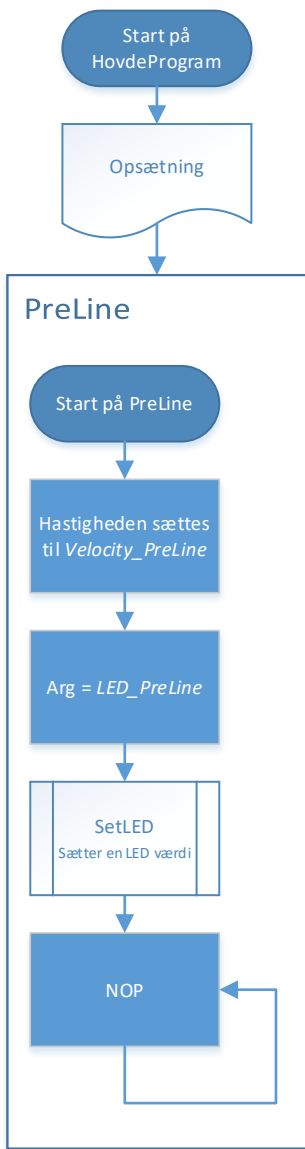 Start på
HovdeProgram
Opsætning
PreLine
Start på PreLine
Hastigheden sættes
til Velocity_PreLine
Arg = LED_PreLine
SetLED
Sætter en LED værdi
NOP